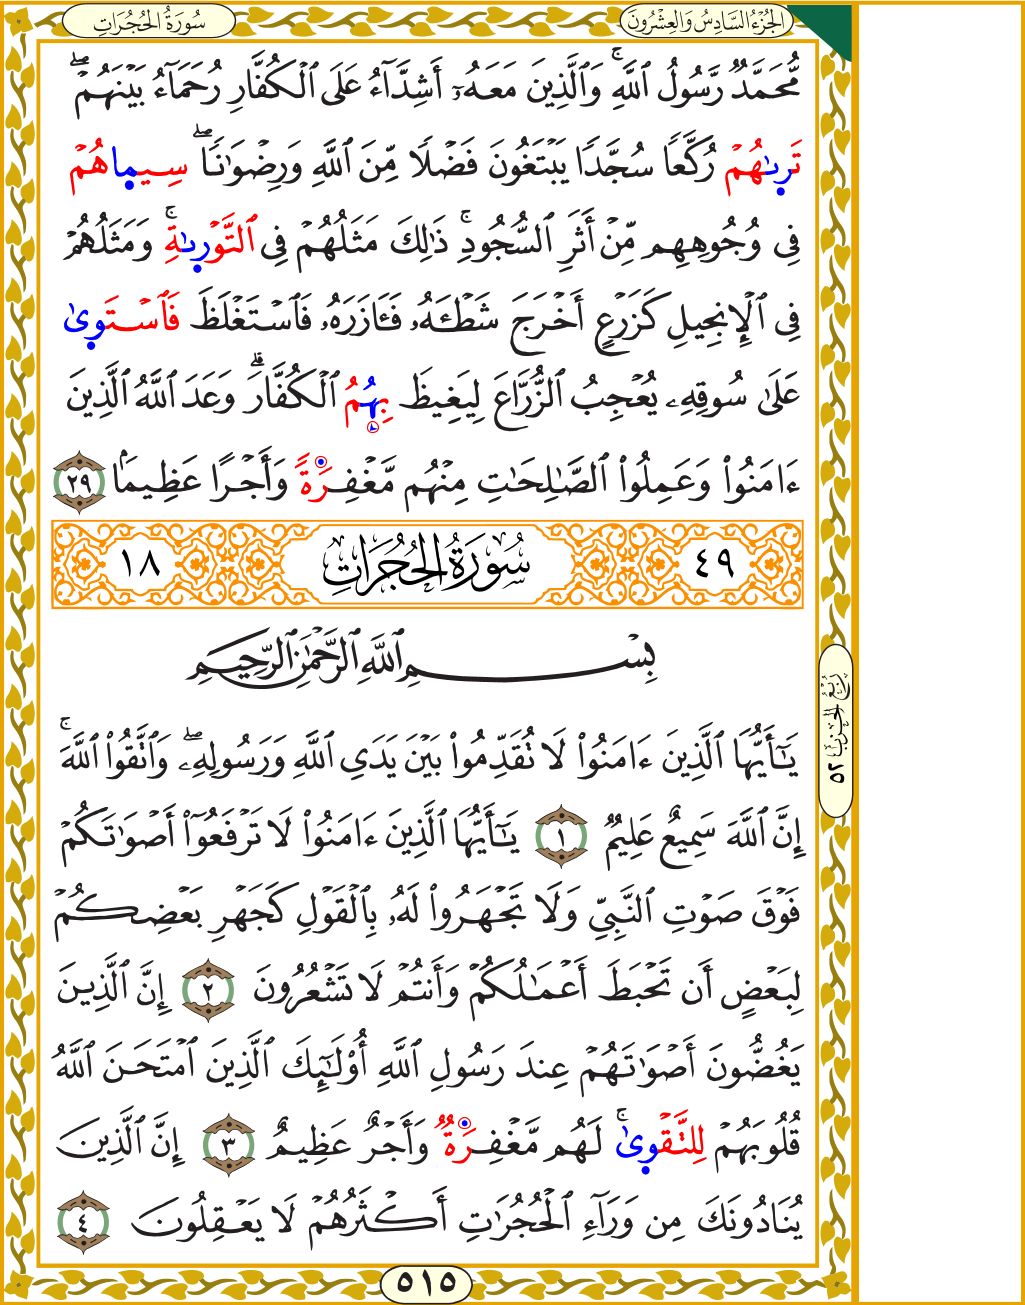 الجُزْءُ السَّادِسُ وَالعِشْرُونَ
سُورَةُ الحُجُرَاتِ
مُّحَمَّدٌ رَّسُولُ ٱللَّهِۚ وَٱلَّذِينَ مَعَهُۥٓ أَشِدَّآءُ عَلَى ٱلْكُفَّارِ رُحَمَآءُ بَيْنَهُمْۖ
تَرىٰهُمْ رُكَّعًا سُجَّدًا يَبْتَغُونَ فَضْلًا مِّنَ ٱللَّهِ وَرِضْوَٰنًاۖ سِيماهُمْ
فِى وُجُوهِهِم مِّنْ أَثَرِ ٱلسُّجُودِۚ ذَٰلِكَ مَثَلُهُمْ فِى ٱلتَّوْرىٰةِۚ وَمَثَلُهُمْ
فِى ٱلْإِنجِيلِ كَزَرْعٍ أَخْرَجَ شَطْـَٔهُۥ فَـَٔازَرَهُۥ فَٱسْتَغْلَظَ فَٱسْتَوىٰ
عَلَىٰ سُوقِهِۦ يُعْجِبُ ٱلزُّرَّاعَ لِيَغِيظَ بِهُمُ ٱلْكُفَّارَۗ وَعَدَ ٱللَّهُ ٱلَّذِينَ
ءَامَنُوا۟ وَعَمِلُوا۟ ٱلصَّـٰلِحَـٰتِ مِنْهُم مَّغْفِرَةً وَأَجْرًا عَظِيمًۢا ٢٩
٤٩ سُورَةُ الحُجُرَاتِ ١٨
بِسْمِ ٱللَّهِ ٱلرَّحْمَـٰنِ ٱلرَّحِيمِ
يَـٰٓأَيُّهَا ٱلَّذِينَ ءَامَنُوا۟ لَا تُقَدِّمُوا۟ بَيْنَ يَدَىِ ٱللَّهِ وَرَسُولِهِۦۖ وَٱتَّقُوا۟ ٱللَّهَۚ
إِنَّ ٱللَّهَ سَمِيعٌ عَلِيمٌ ١ يَـٰٓأَيُّهَا ٱلَّذِينَ ءَامَنُوا۟ لَا تَرْفَعُوٓا۟ أَصْوَٰتَكُمْ
فَوْقَ صَوْتِ ٱلنَّبِىِّ وَلَا تَجْهَرُوا۟ لَهُۥ بِٱلْقَوْلِ كَجَهْرِ بَعْضِكُمْ
لِبَعْضٍ أَن تَحْبَطَ أَعْمَـٰلُكُمْ وَأَنتُمْ لَا تَشْعُرُونَ ٢ إِنَّ ٱلَّذِينَ
يَغُضُّونَ أَصْوَٰتَهُمْ عِندَ رَسُولِ ٱللَّهِ أُو۟لَـٰٓئِكَ ٱلَّذِينَ ٱمْتَحَنَ ٱللَّهُ
قُلُوبَهُمْ لِلتَّقْوىٰۚ لَهُم مَّغْفِرَةٌ وَأَجْرٌ عَظِيمٌ ٣ إِنَّ ٱلَّذِينَ
يُنَادُونَكَ مِن وَرَآءِ ٱلْحُجُرَٰتِ أَكْثَرُهُمْ لَا يَعْقِلُونَ ٤
رُبْعُ الحِزْبِ ٥٢
٥١٥